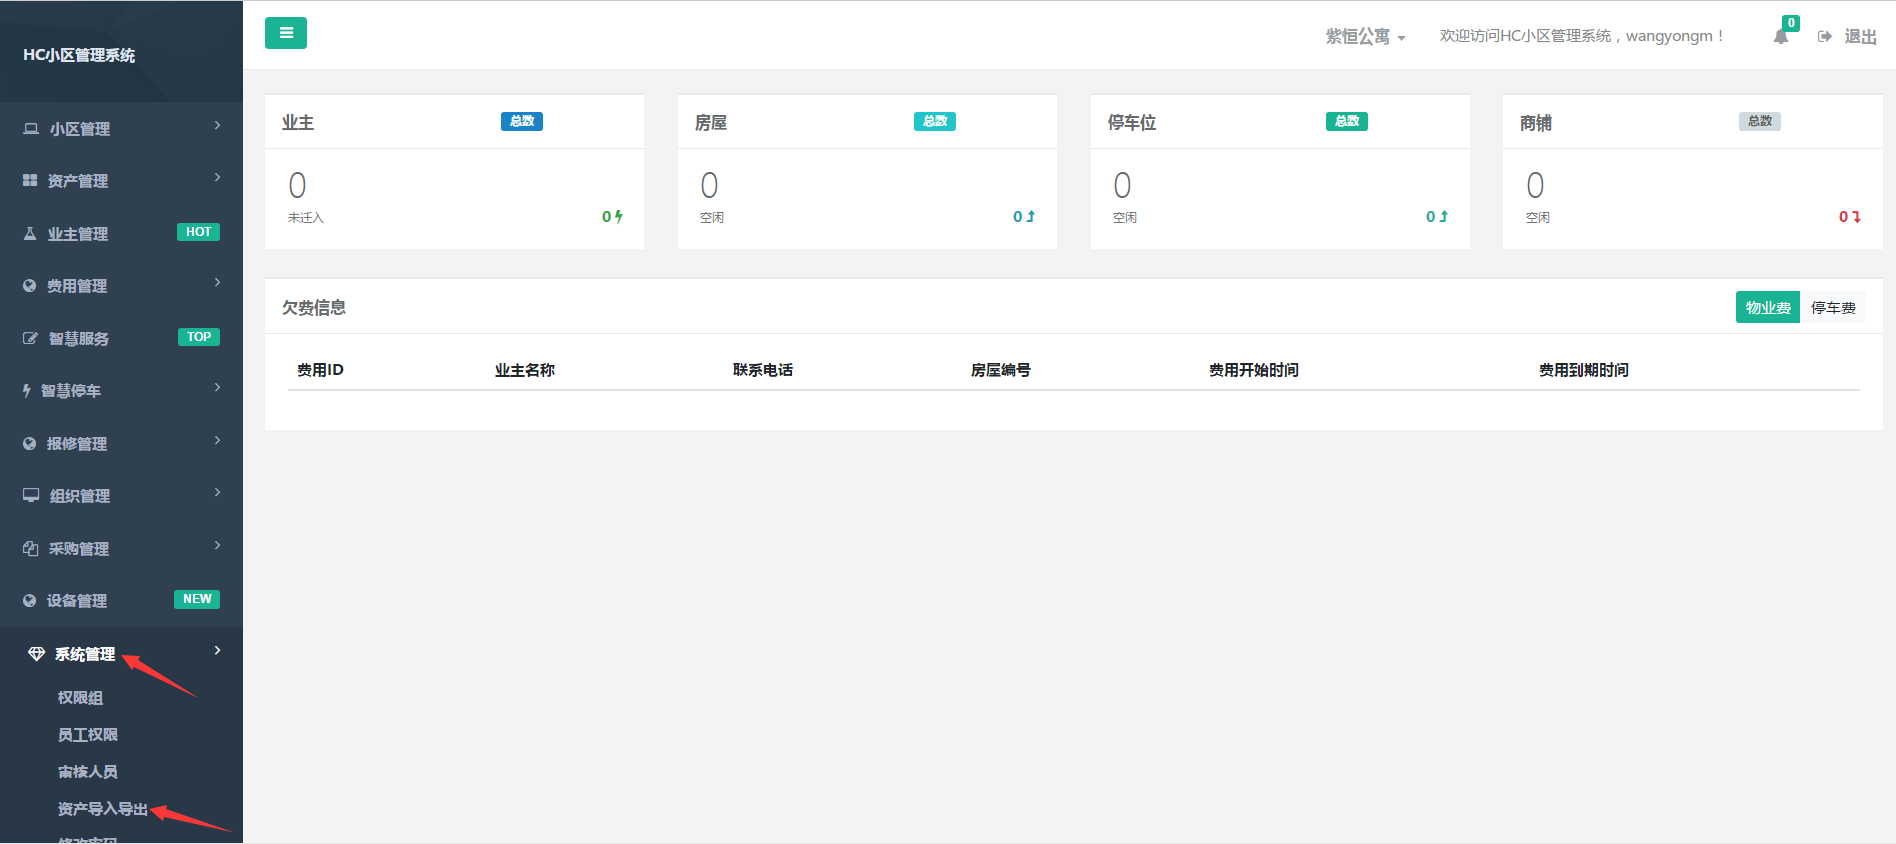 HC小区管理系统
小区管理
资产管理
业主管理 HOT
费用管理
智慧服务 TOP
智慧停车
报修管理
组织管理
采购管理
设备管理 NEW
系统管理
权限组
员工权限
审核人员
资产导入导出
修改密码
紫恒公寓 欢迎访问HC小区管理系统，wangyongm！ 0 退出
业主 总数
0
未迁入 0
房屋 总数
0
空闲 0
停车位 总数
0
空闲 0
商铺 总数
0
空闲 0
欠费信息 物业费 停车费
费用ID 业主名称 联系电话 房屋编号 费用开始时间 费用到期时间